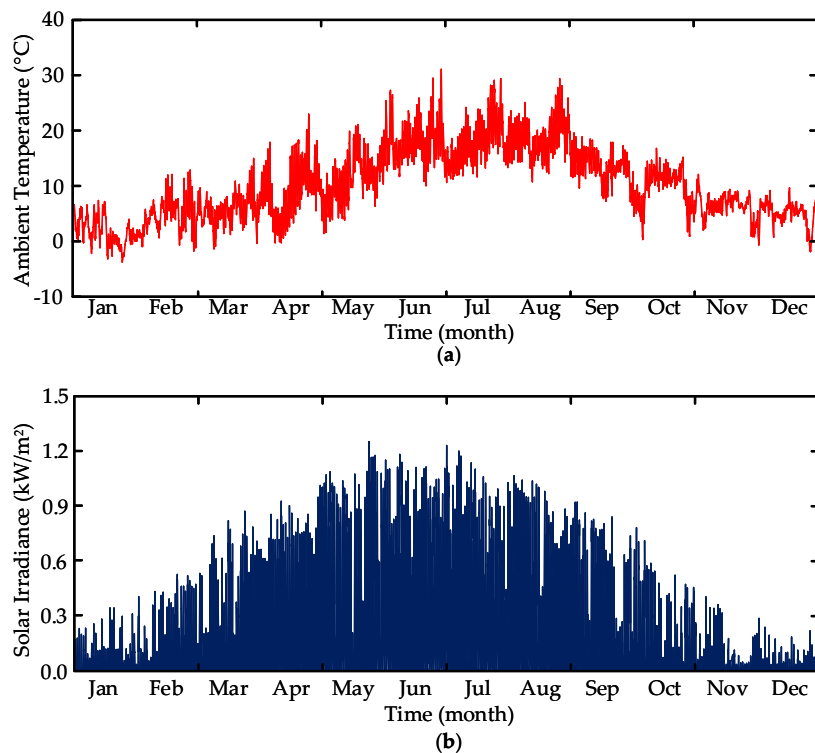 40
30
20
10
0
-10
Ambient Temperature (°C)
Jan Feb Mar Apr May Jun Jul Aug Sep Oct Nov Dec
Time (month)
(a)
1.5
1.2
0.9
0.6
0.3
0.0
Solar Irradiance (kW/m²)
Jan Feb Mar Apr May Jun Jul Aug Sep Oct Nov Dec
Time (month)
(b)